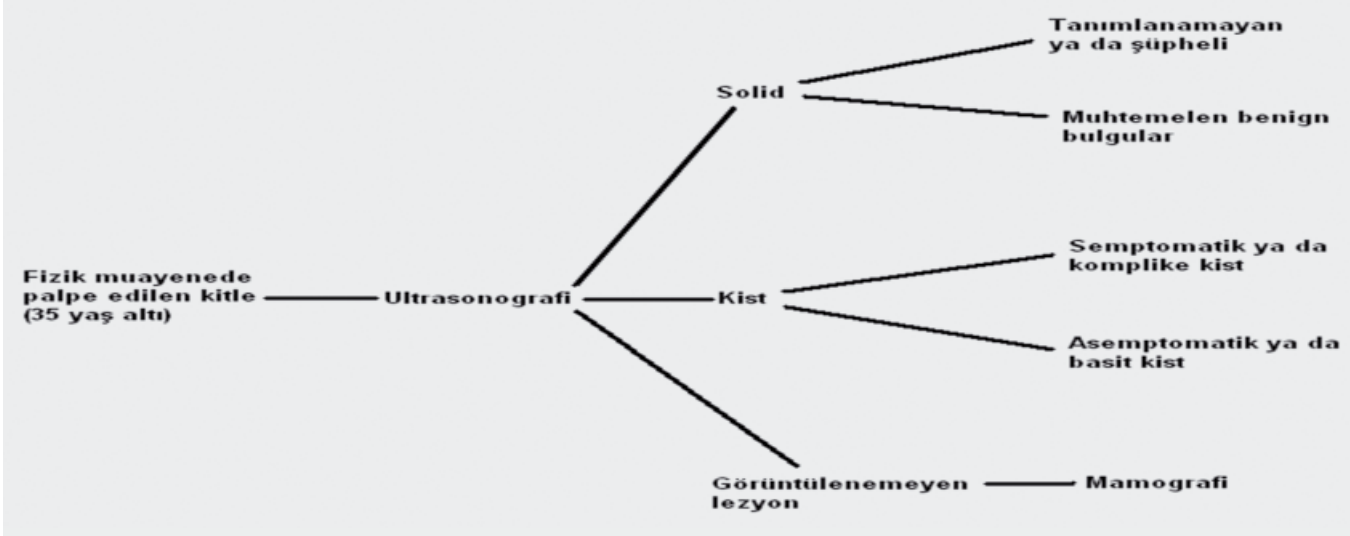 Fizik muayenede
palpe edilen kitle
(35 yaş altı)
Ultrasonografi
Solid
Tanımlanamayan
ya da şüpheli
Muhtemelen benign
bulgular
Kist
Semptomatik ya da
komplike kist
Asemptomatik ya da
basit kist
Görüntülenemeyen
lezyon
Mamografi